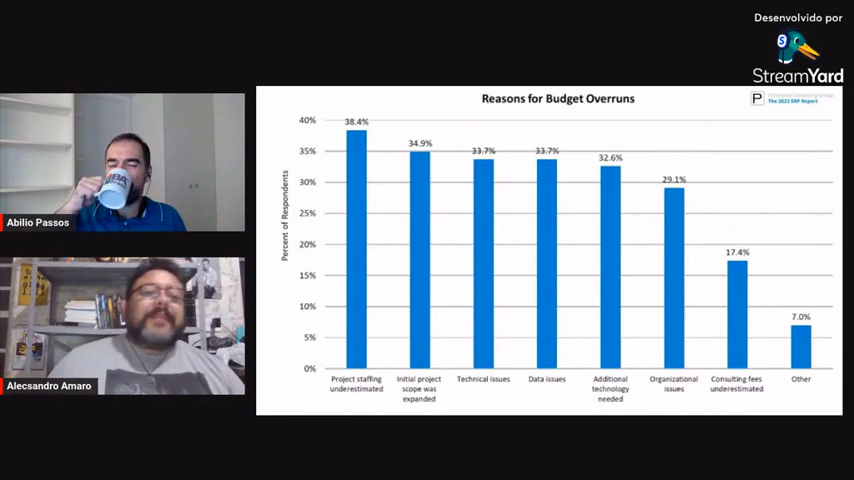 Desenvolvido por
StreamYard
Reasons for Budget Overruns
P
Panorama Consulting Group
The 2023 ERP Report
40%
35%
30%
25%
20%
15%
10%
5%
0%
Percent of Respondents
38.4%
34.9%
33.7%
33.7%
32.6%
29.1%
17.4%
7.0%
Project staffing
underestimated
Initial project
scope was
expanded
Technical issues
Data issues
Additional
technology
needed
Organizational
issues
Consulting fees
underestimated
Other
Abilio Passos
Alecsandro Amaro